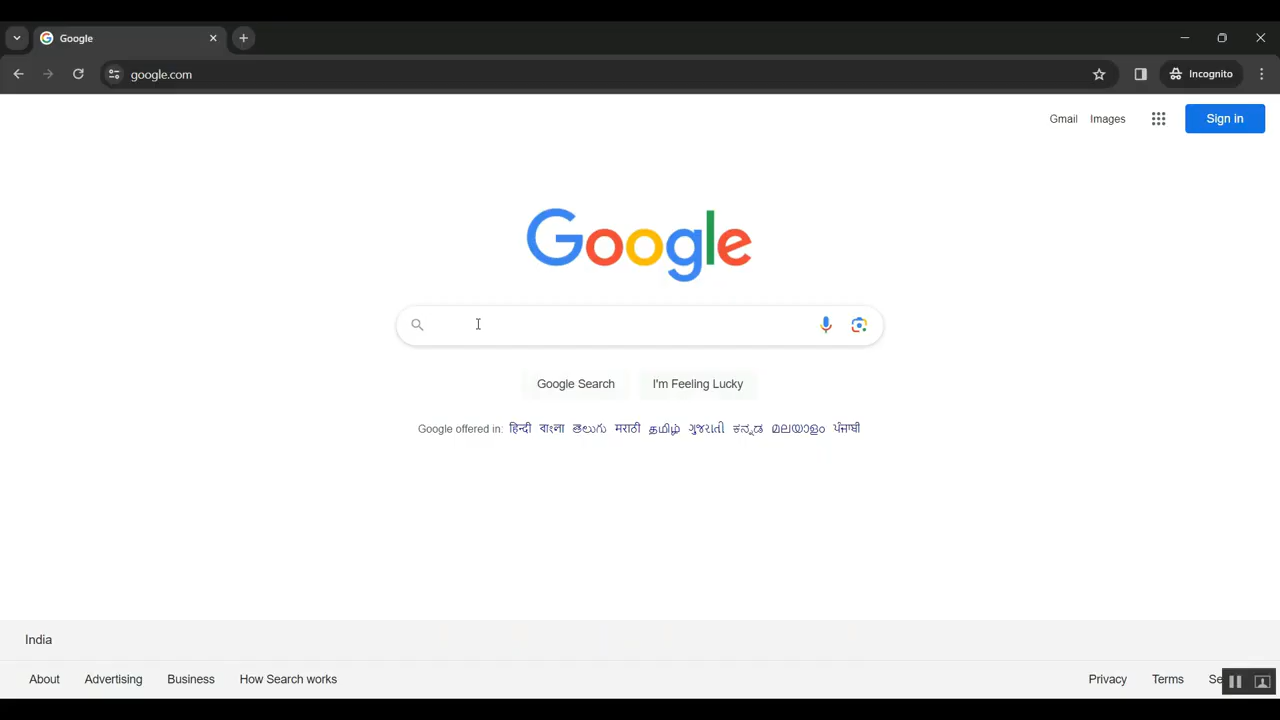 Google
google.com
Incognito
Gmail Images Sign in
Google
Google Search I'm Feeling Lucky
Google offered in: हिन्दी বাংলা తెలుగు मराठी தமிழ் ગુજરાતી ಕನ್ನಡ മലയാളം ਪੰਜਾਬੀ
India
About Advertising Business How Search works Privacy Terms